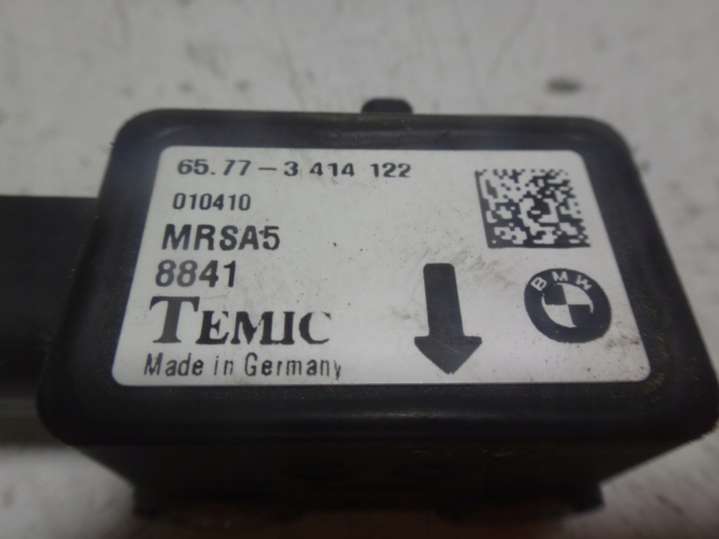 65.77-3 414 122
010410
MRSA5
8841
TEMIC
Made in Germany
BMW